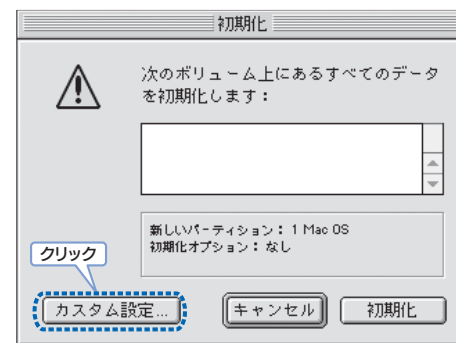 初期化
次のボリューム上にあるすべてのデータ
を初期化します：
新しいパーティション： 1 Mac OS
初期化オプション： なし
クリック
カスタム設定...
キャンセル
初期化